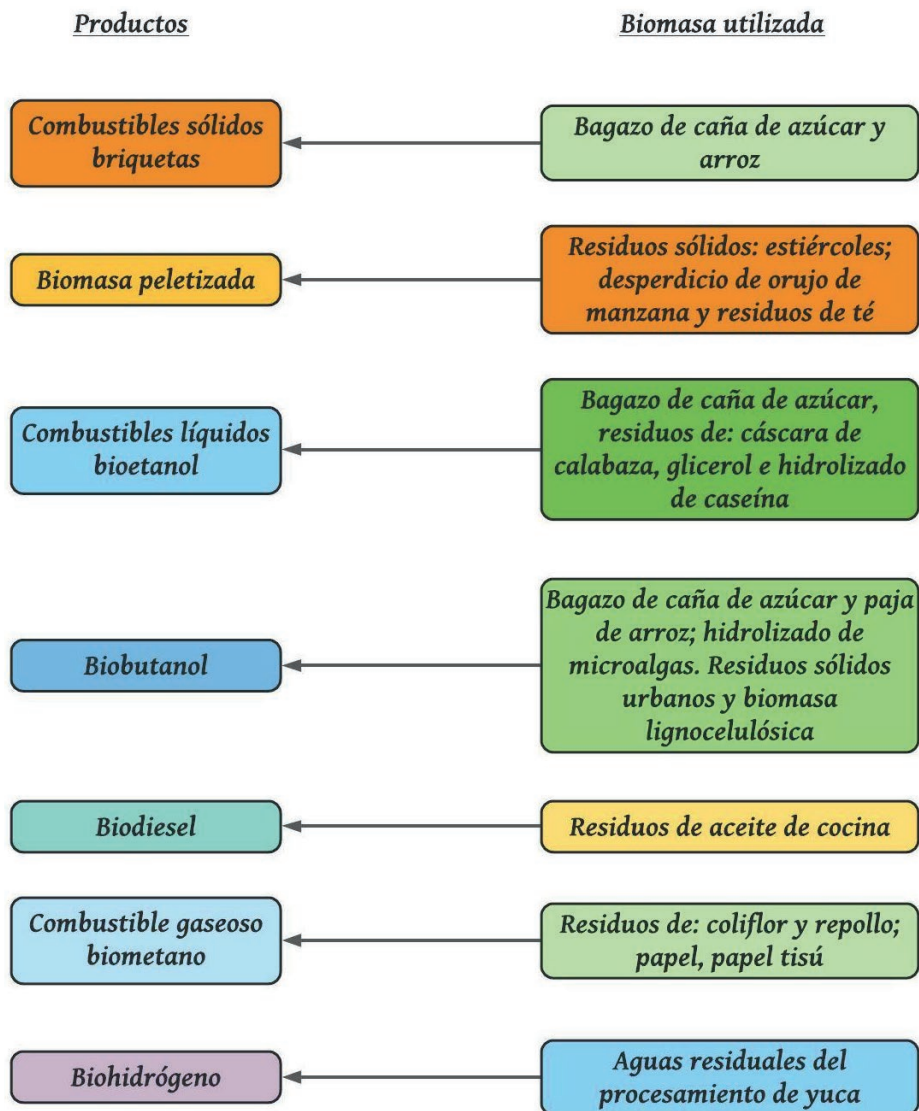 Productos
Biomasa utilizada
Combustibles sólidos
briquetas
Bagazo de caña de azúcar y
arroz
Biomasa peletizada
Residuos sólidos: estiércoles;
desperdicio de orujo de
manzana y residuos de té
Combustibles líquidos
bioetanol
Bagazo de caña de azúcar,
residuos de: cáscara de
calabaza, glicerol e hidrolizado
de caseína
Biobutanol
Bagazo de caña de azúcar y paja
de arroz; hidrolizado de
microalgas. Residuos sólidos
urbanos y biomasa
lignocelulósica
Biodiesel
Residuos de aceite de cocina
Combustible gaseoso
biometano
Residuos de: coliflor y repollo;
papel, papel tisú
Biohidrógeno
Aguas residuales del
procesamiento de yuca